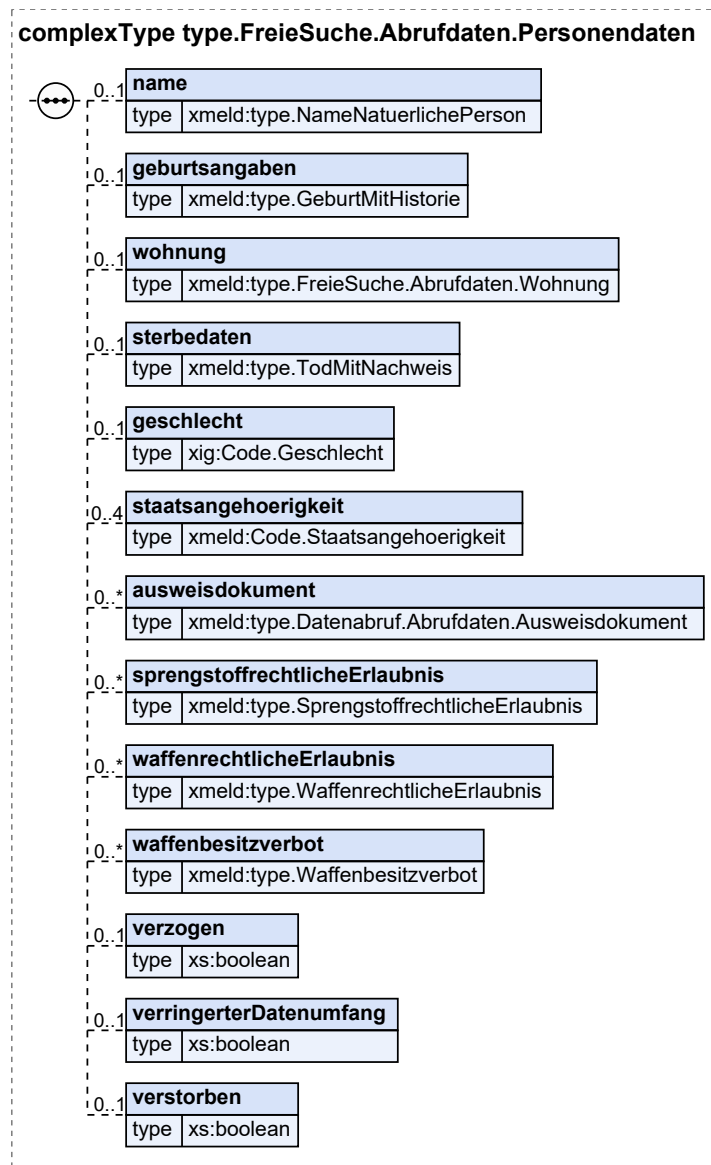 complexType type.FreieSuche.Abrufdaten.Personendaten
0..1 name
type xmeld:type.NameNatuerlichePerson
0..1 geburtsangaben
type xmeld:type.GeburtMitHistorie
0..1 wohnung
type xmeld:type.FreieSuche.Abrufdaten.Wohnung
0..1 sterbedaten
type xmeld:type.TodMitNachweis
0..1 geschlecht
type xig:Code.Geschlecht
0..4 staatsangehoerigkeit
type xmeld:Code.Staatsangehoerigkeit
0..* ausweisdokument
type xmeld:type.Datenabruf.Abrufdaten.Ausweisdokument
0..* sprengstoffrechtlicheErlaubnis
type xmeld:type.SprengstoffrechtlicheErlaubnis
0..* waffenrechtlicheErlaubnis
type xmeld:type.WaffenrechtlicheErlaubnis
0..* waffenbesitzverbot
type xmeld:type.Waffenbesitzverbot
0..1 verzogen
type xs:boolean
0..1 verringerterDatenumfang
type xs:boolean
0..1 verstorben
type xs:boolean